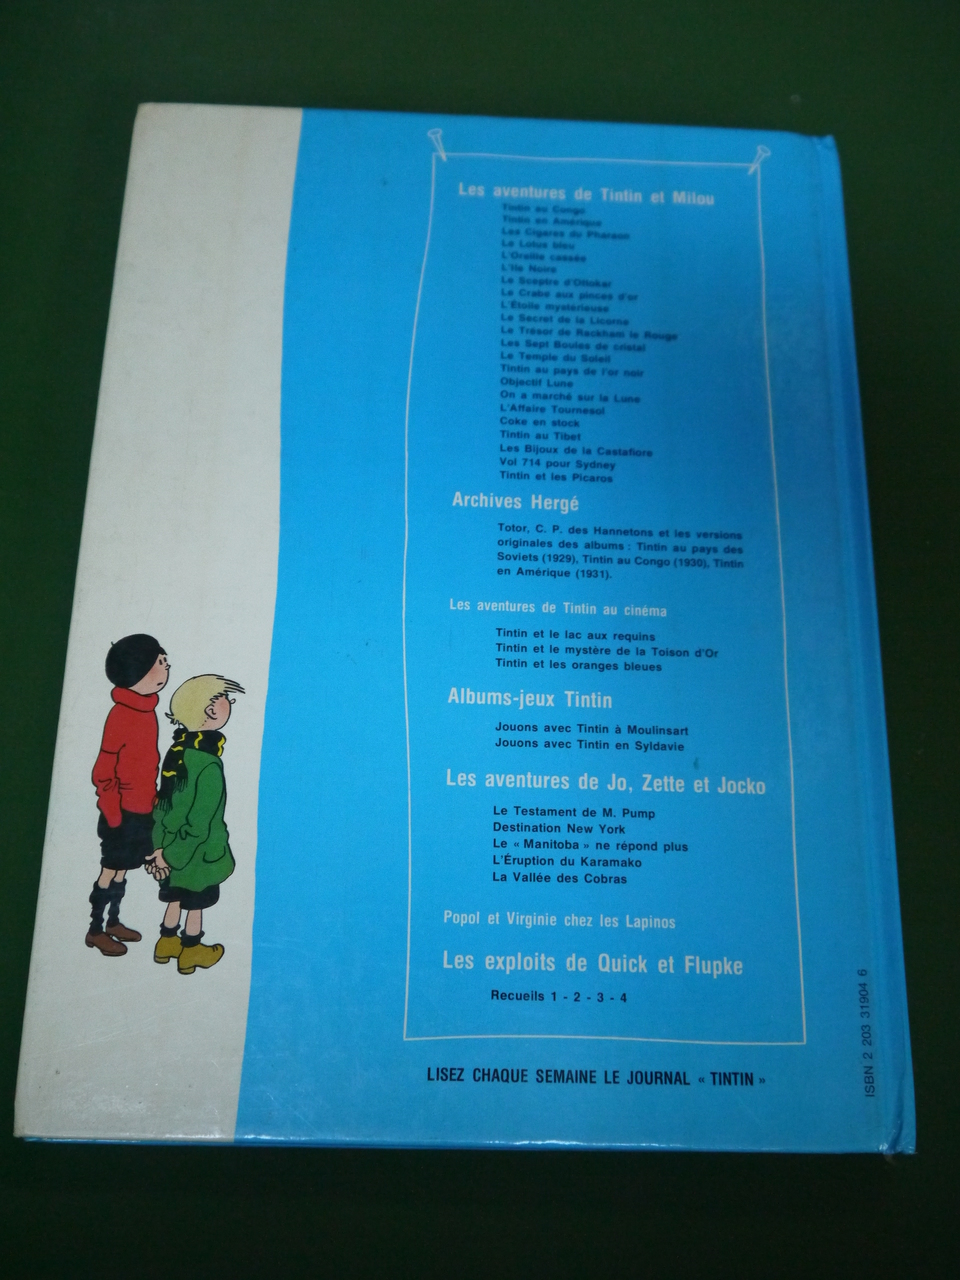 Les aventures de Tintin et Milou
Tintin au Congo
Tintin en Amérique
Les Cigares du Pharaon
Le Lotus bleu
L'Oreille cassée
L'Ile Noire
Le Sceptre d'Ottokar
Le Crabe aux pinces d'or
L'Étoile mystérieuse
Le Secret de la Licorne
Le Trésor de Rackham le Rouge
Les Sept Boules de cristal
Le Temple du Soleil
Tintin au pays de l'or noir
Objectif Lune
On a marché sur la Lune
L'Affaire Tournesol
Coke en stock
Tintin au Tibet
Les Bijoux de la Castafiore
Vol 714 pour Sydney
Tintin et les Picaros
Archives Hergé
Totor, C. P. des Hannetons et les versions
originales des albums : Tintin au pays des
Soviets (1929), Tintin au Congo (1930), Tintin
en Amérique (1931).
Les aventures de Tintin au cinéma
Tintin et le lac aux requins
Tintin et le mystère de la Toison d'Or
Tintin et les oranges bleues
Albums-jeux Tintin
Jouons avec Tintin à Moulinsart
Jouons avec Tintin en Syldavie
Les aventures de Jo, Zette et Jocko
Le Testament de M. Pump
Destination New York
Le « Manitoba » ne répond plus
L'Éruption du Karamako
La Vallée des Cobras
Popol et Virginie chez les Lapinos
Les exploits de Quick et Flupke
Recueils 1 - 2 - 3 - 4
LISEZ CHAQUE SEMAINE LE JOURNAL « TINTIN »
ISBN 2 203 31904 6